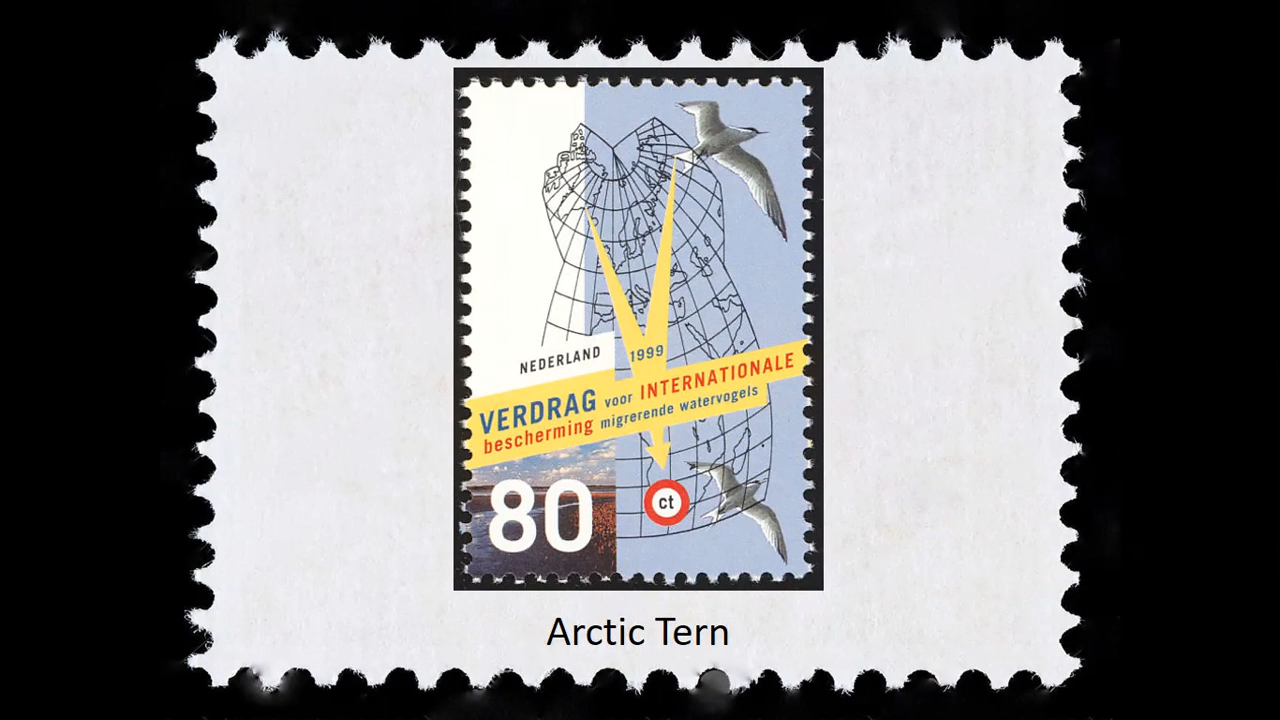 NEDERLAND 1999
VERDRAG voor INTERNATIONALE
bescherming migrerende watervogels
80 ct
Arctic Tern